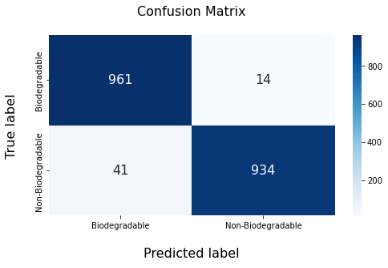 Confusion Matrix
True label
Biodegradable
Non-Biodegradable
961
14
41
934
Biodegradable
Non-Biodegradable
Predicted label
800
600
400
200